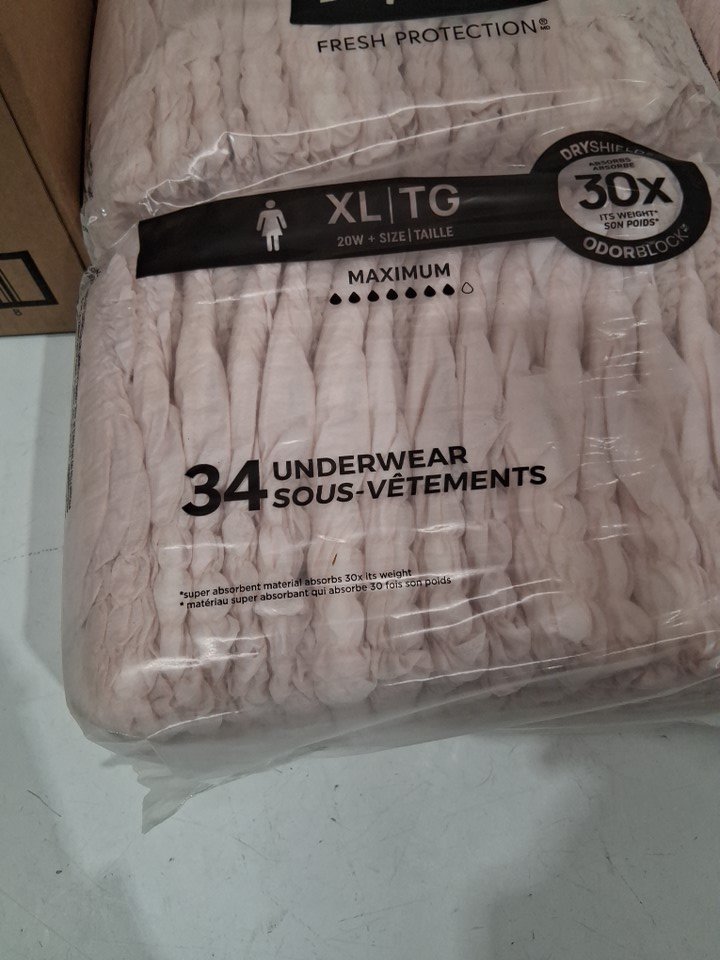 FRESH PROTECTION® MD
DRYSHIELD
ABSORBS
ABSORBE
30X
ITS WEIGHT*
SON POIDS*
ODORBLOCK
XL | TG
20W + SIZE | TAILLE
MAXIMUM
34 UNDERWEAR
SOUS-VÊTEMENTS
*super absorbent material absorbs 30x its weight
* matériau super absorbant qui absorbe 30 fois son poids